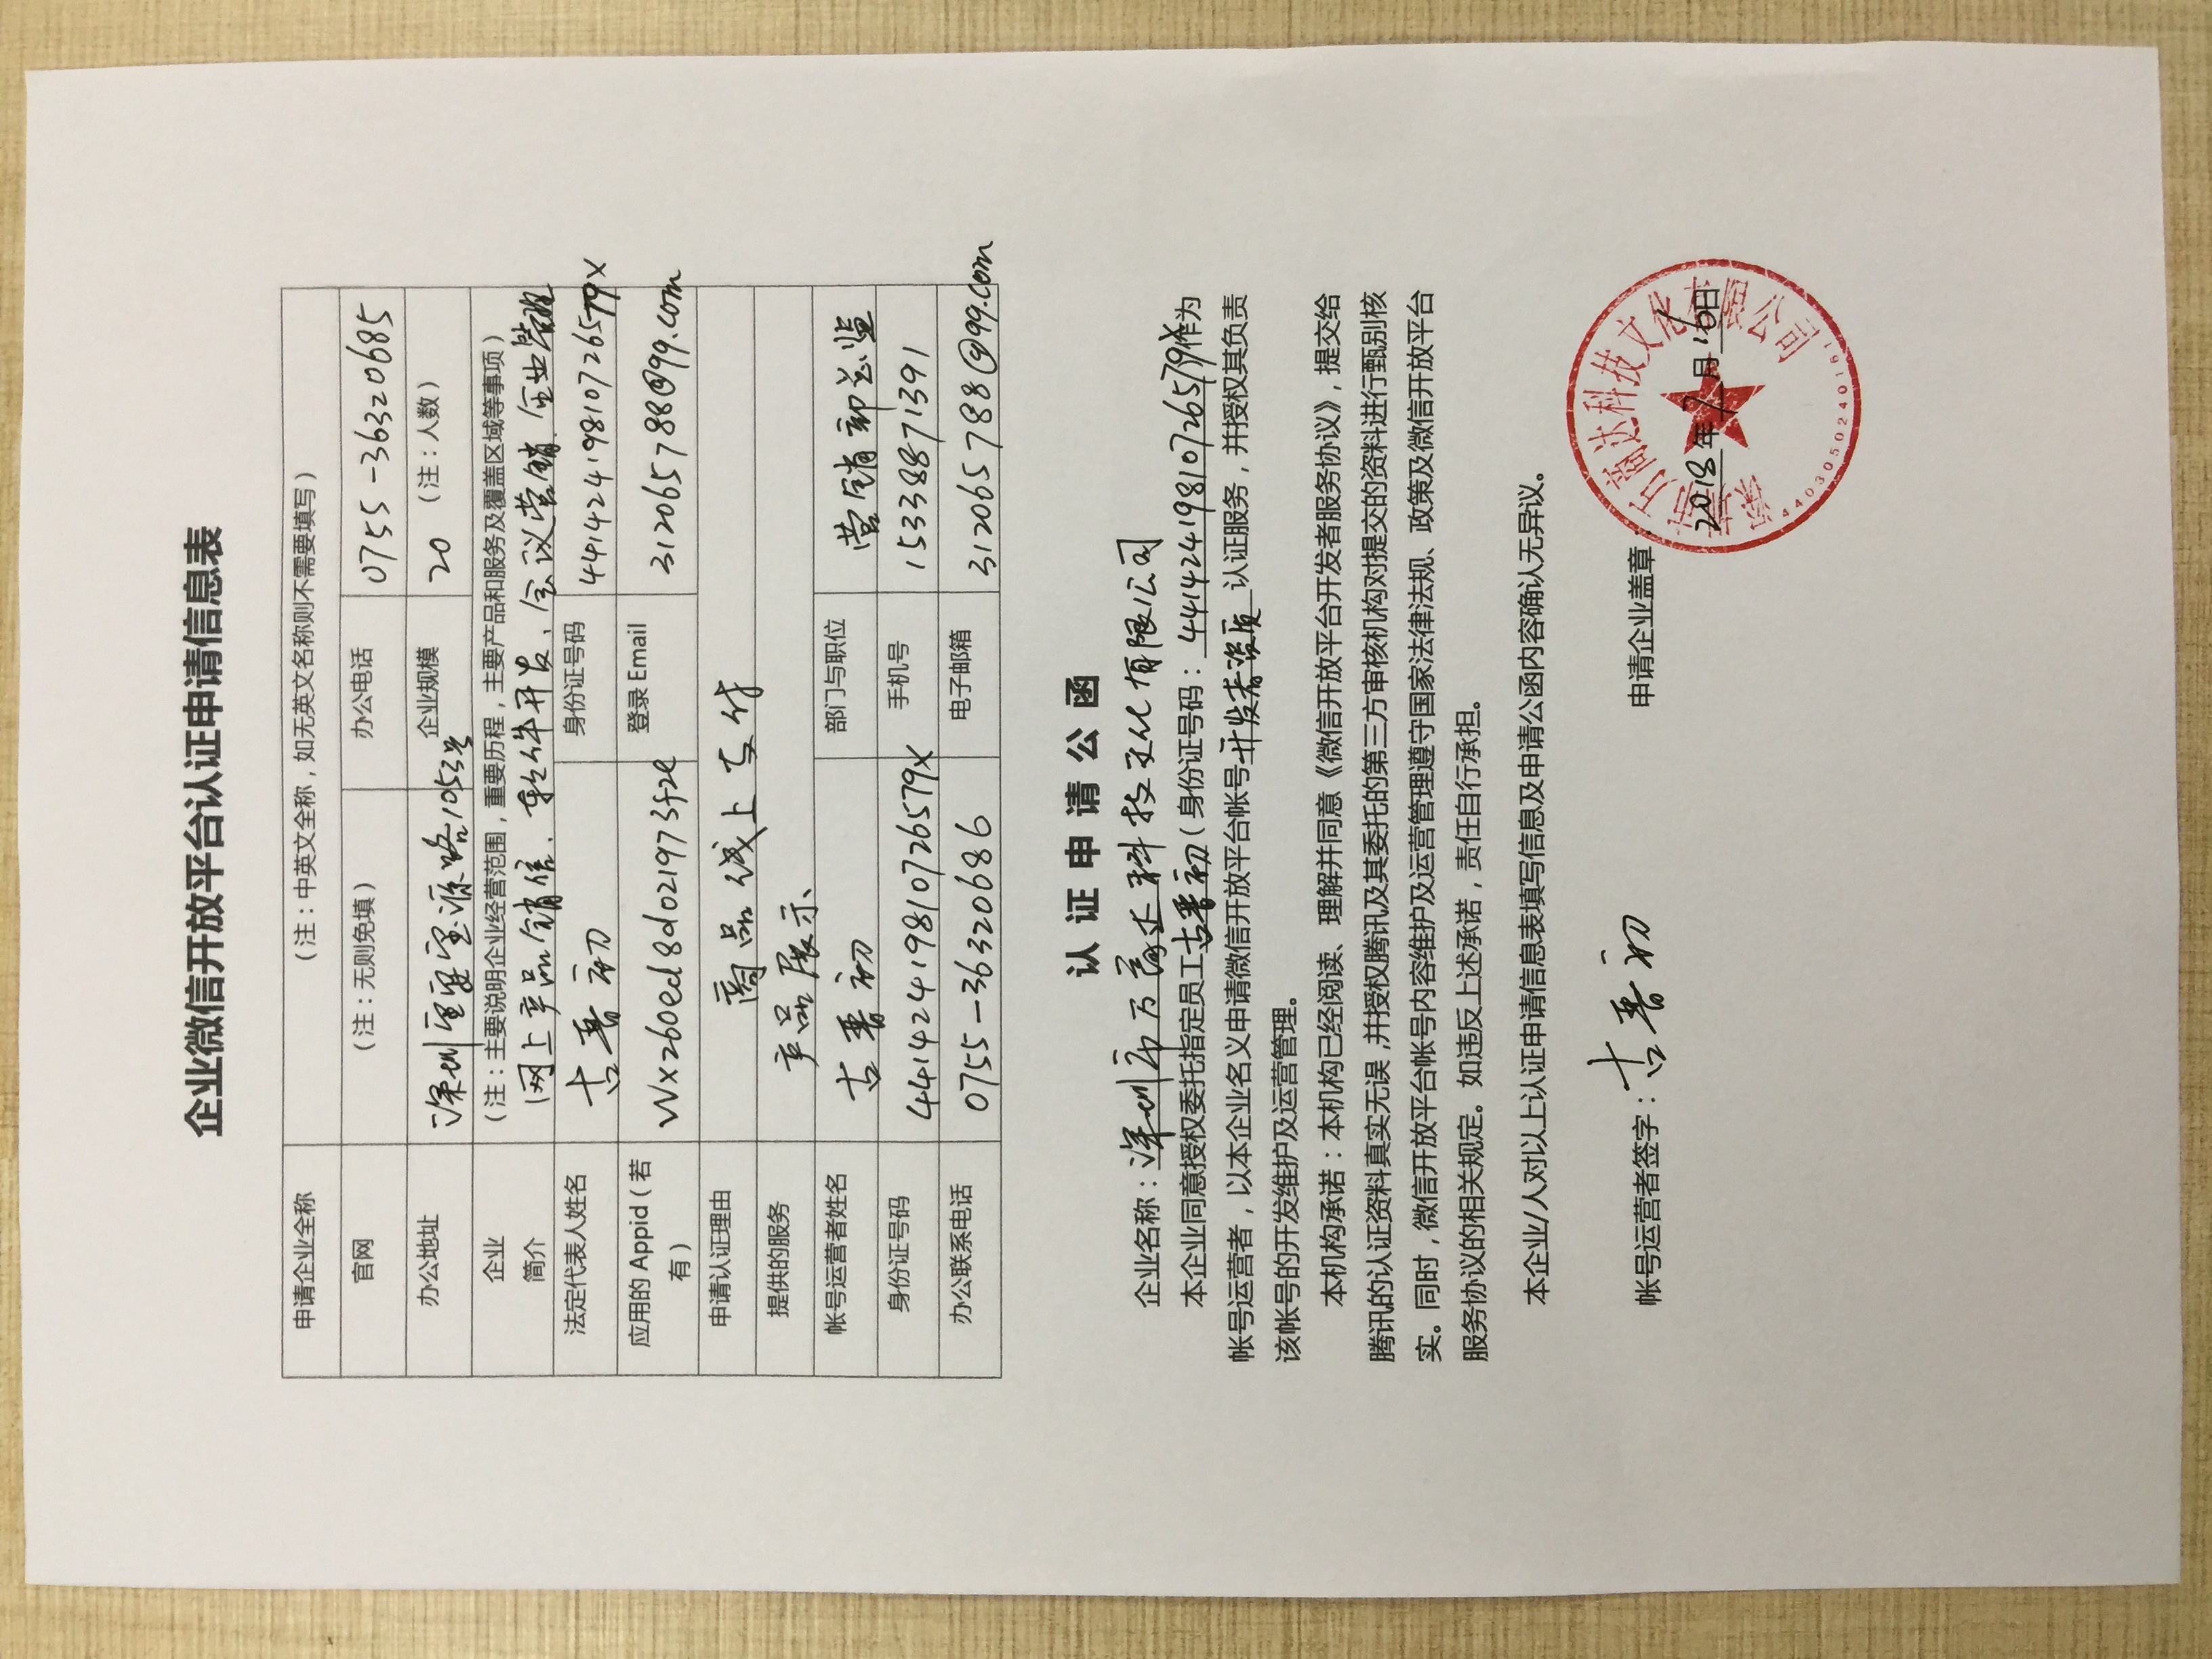 企业微信开放平台认证申请信息表
申请企业全称 （注：中英文全称，如无英文名称则不需要填写）
官网 （注：无则免填） 办公电话 0755-36320685
办公地址 深圳宝安宝源路1053号 企业规模 20 （注：人数）
企业 （注：主要说明企业经营范围，重要历程，主要产品和服务及覆盖区域等事项）
简介 网上产品销售、软件开发、会议营销、企业管理
法定代表人姓名 古晋初 身份证号码 44142419810726579X
应用的 Appid（若 wx260ed8d021973f2e 登录 Email 312065788@qq.com
有）
申请认证理由 商品线上支付
提供的服务 产品展示
帐号运营者姓名 古晋初 部门与职位 营销部总监
身份证号码 44142419810726579X 手机号 15338871391
办公联系电话 0755-36320686 电子邮箱 312065788@qq.com
认证申请公函
企业名称：深圳市万商达科技文化有限公司
本企业同意授权委托指定员工古晋初（身份证号码： 44142419810726579X作为
帐号运营者，以本企业名义申请微信开放平台帐号开发者资质 认证服务，并授权其负责
该帐号的开发维护及运营管理。
本机构承诺：本机构已经阅读、理解并同意《微信开放平台开发者服务协议》，提交给
腾讯的认证资料真实无误，并授权腾讯及其委托的第三方审核机构对提交的资料进行甄别核
实。同时，微信开放平台帐号内容维护及运营管理遵守国家法律法规、政策及微信开放平台
服务协议的相关规定。如违反上述承诺，责任自行承担。
本企业/人对以上认证申请信息表填写信息及申请公函内容确认无异议。
帐号运营者签字：古晋初 申请企业盖章：
深圳市万商达科技文化有限公司
2018年7月16日
4403050240161